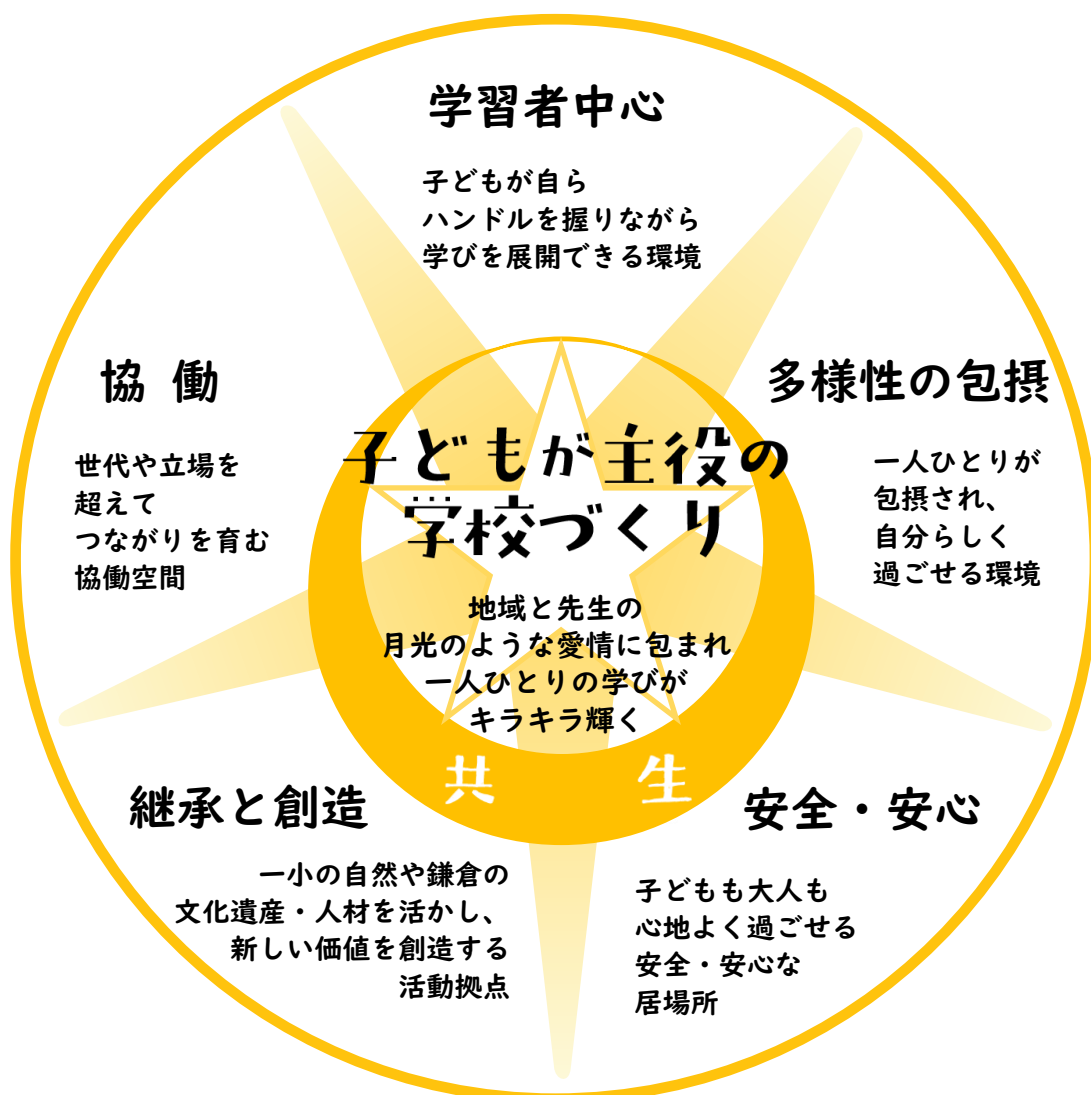 学習者中心
子どもが自ら
ハンドルを握りながら
学びを展開できる環境
協 働
世代や立場を
超えて
つながりを育む
協働空間
多様性の包摂
一人ひとりが
包摂され、
自分らしく
過ごせる環境
子どもが主役の
学校づくり
地域と先生の
月光のような愛情に包まれ
一人ひとりの学びが
キラキラ輝く
共 生
継承と創造
一小の自然や鎌倉の
文化遺産・人材を活かし、
新しい価値を創造する
活動拠点
安全・安心
子どもも大人も
心地よく過ごせる
安全・安心な
居場所